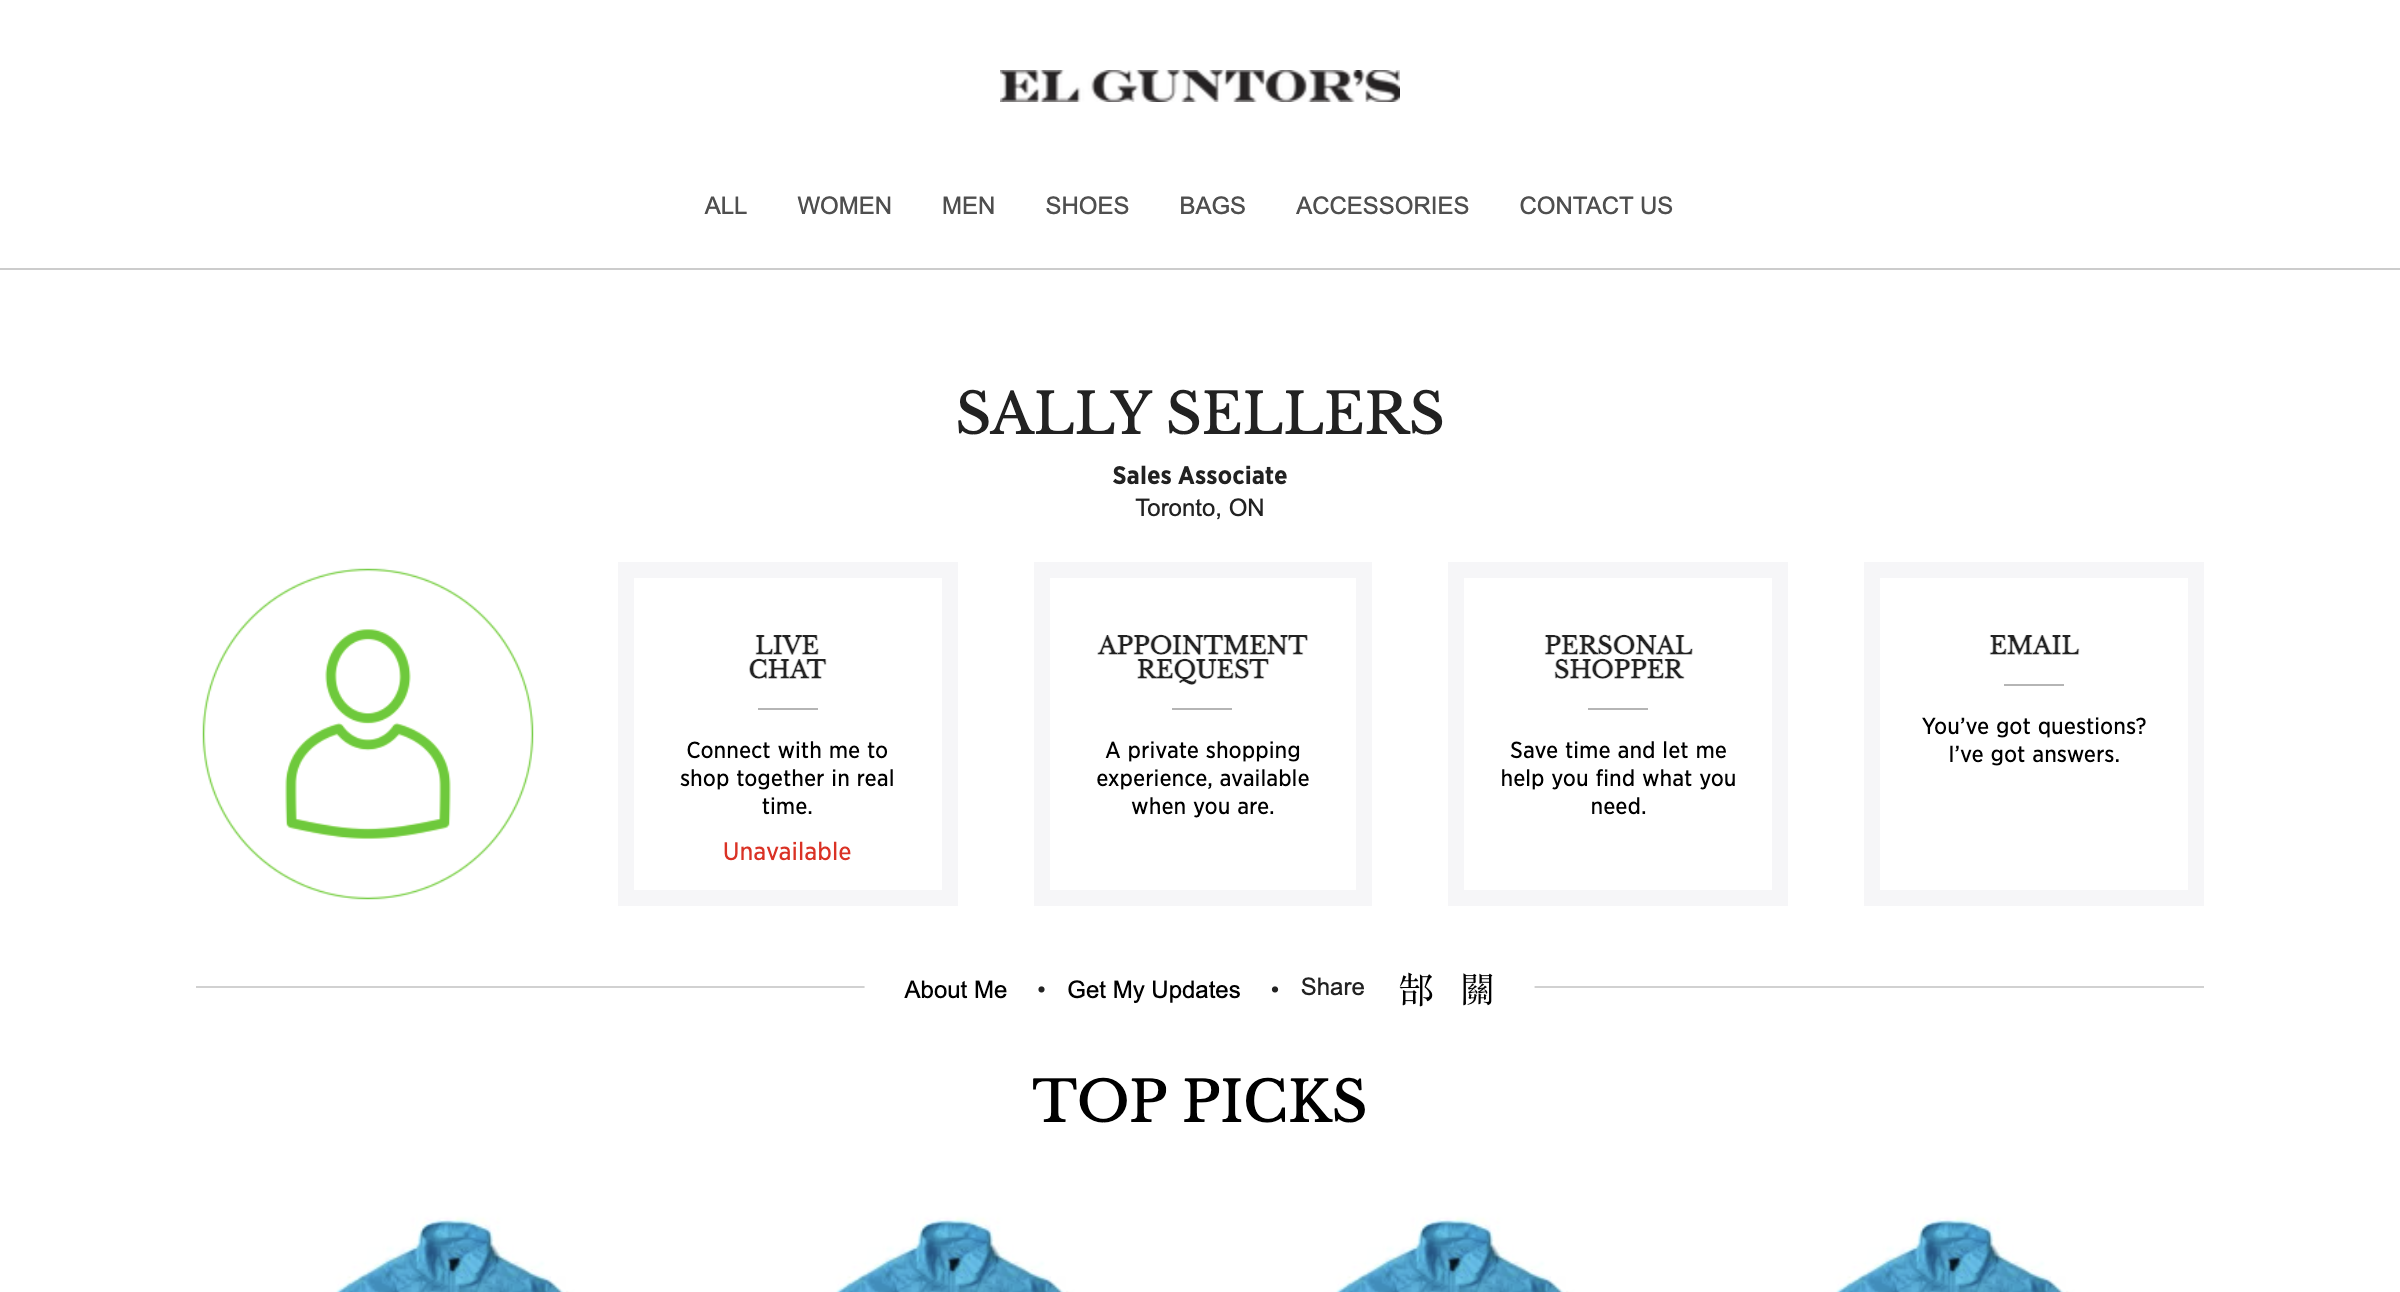 EL GUNTOR'S
ALL WOMEN MEN SHOES BAGS ACCESSORIES CONTACT US
SALLY SELLERS
Sales Associate
Toronto, ON
LIVE
CHAT
Connect with me to
shop together in real
time.
Unavailable
APPOINTMENT
REQUEST
A private shopping
experience, available
when you are.
PERSONAL
SHOPPER
Save time and let me
help you find what you
need.
EMAIL
You've got questions?
I've got answers.
About Me • Get My Updates • Share 郜 關
TOP PICKS